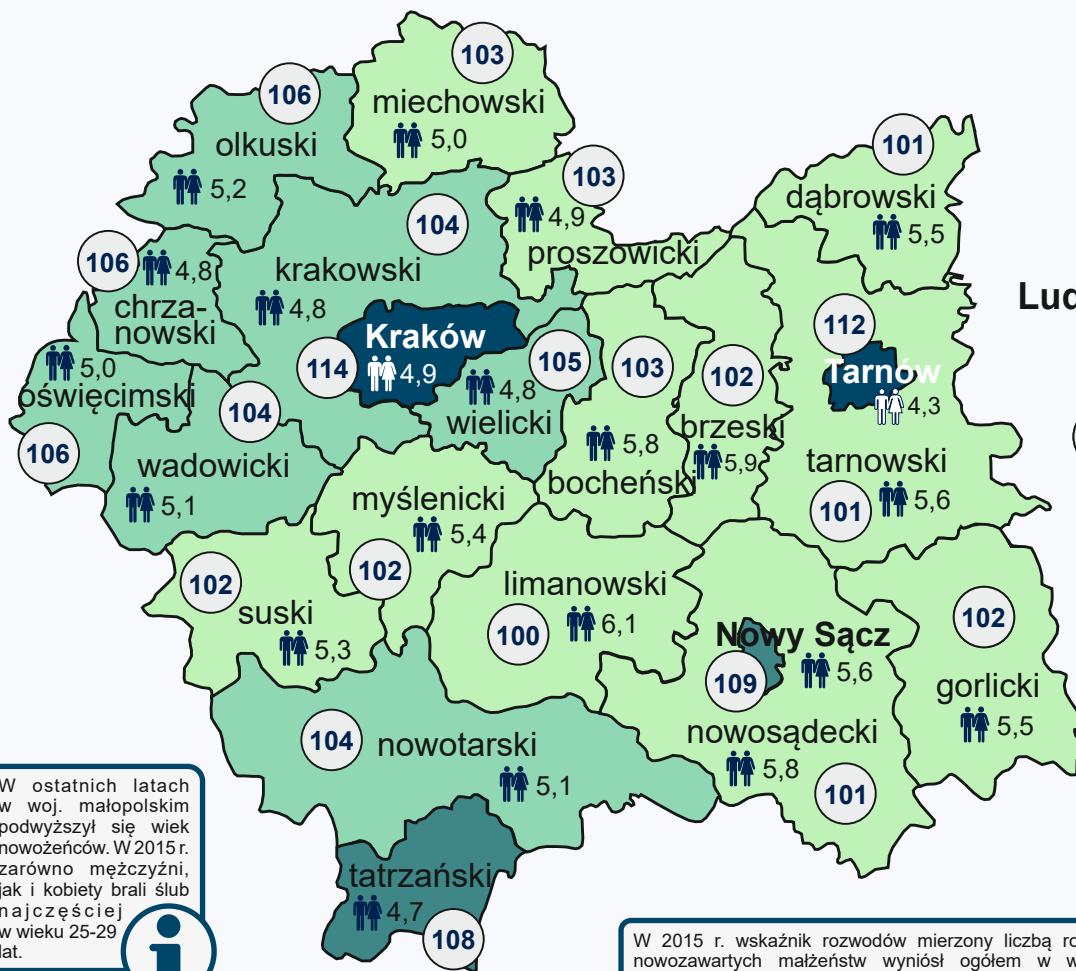 103
miechowski
5,0
106
olkuski
5,2
101
dąbrowski
5,5
103
4,9
proszowicki
104
krakowski
4,8
106
4,8
chrza-
nowski
Lud
112
Tarnów
4,3
Kraków
4,9
114
105
4,8
wielicki
103
5,8
bocheński
102
brzeski
5,9
5,0
oświęcimski
106
104
wadowicki
5,1
tarnowski
5,6
101
myślenicki
5,4
102
102
suski
5,3
limanowski
6,1
100
Nowy Sącz
5,6
109
102
gorlicki
5,5
nowosądecki
5,8
101
104
nowotarski
5,1
tatrzański
4,7
108
W ostatnich latach
w woj. małopolskim
podwyższył się wiek
nowożeńców. W 2015 r.
zarówno mężczyźni,
jak i kobiety brali ślub
najczęściej
w wieku 25-29
lat.
W 2015 r. wskaźnik rozwodów mierzony liczbą ro
nowozawartych małżeństw wyniósł ogółem w w